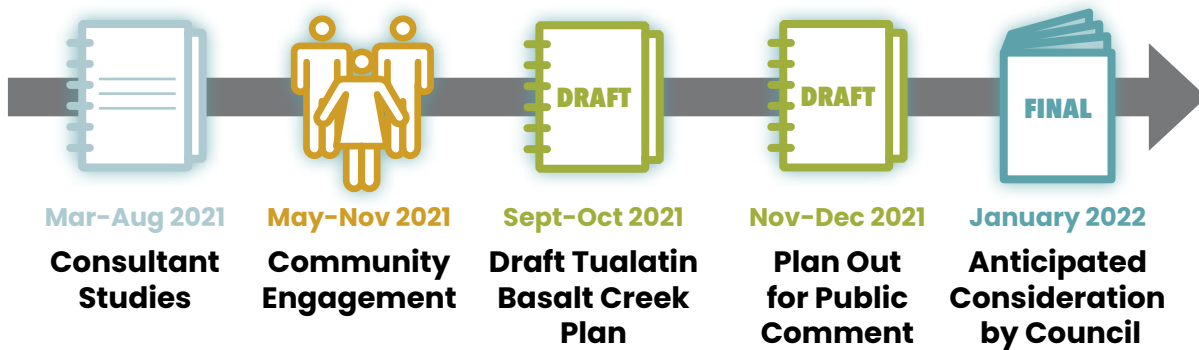 DRAFT
DRAFT
FINAL
Mar-Aug 2021
May-Nov 2021
Sept-Oct 2021
Nov-Dec 2021
January 2022
Consultant
Studies
Community
Engagement
Draft Tualatin
Basalt Creek
Plan
Plan Out
for Public
Comment
Anticipated
Consideration
by Council